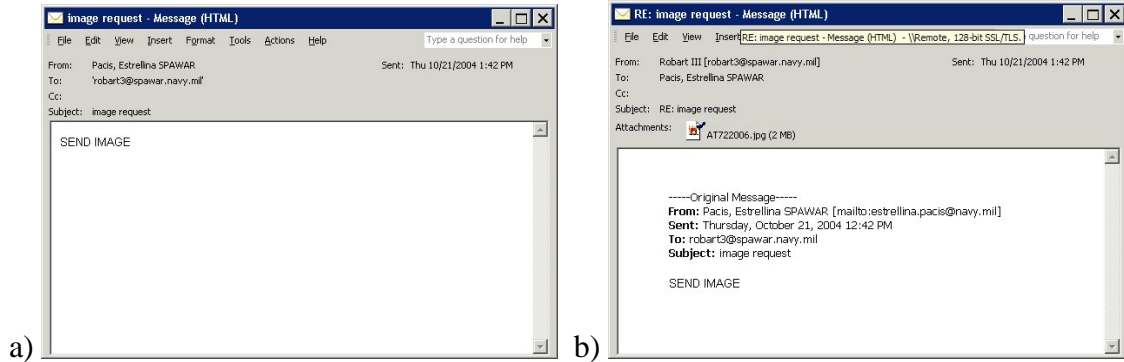 image request - Message (HTML)
File Edit View Insert Format Tools Actions Help Type a question for help
From: Pacis, Estrellina SPAWAR Sent: Thu 10/21/2004 1:42 PM
To: 'robart3@spawar.navy.mil'
Cc:
Subject: image request
SEND IMAGE
a)
RE: image request - Message (HTML)
File Edit View Insert RE: image request - Message (HTML) - \\Remote, 128-bit SSL/TLS. question for help
From: Robart III [robart3@spawar.navy.mil] Sent: Thu 10/21/2004 1:42 PM
To: Pacis, Estrellina SPAWAR
Cc:
Subject: RE: image request
Attachments: AT722006.jpg (2 MB)
-----Original Message-----
From: Pacis, Estrellina SPAWAR [mailto:estrellina.pacis@navy.mil]
Sent: Thursday, October 21, 2004 12:42 PM
To: robart3@spawar.navy.mil
Subject: image request
SEND IMAGE
b)